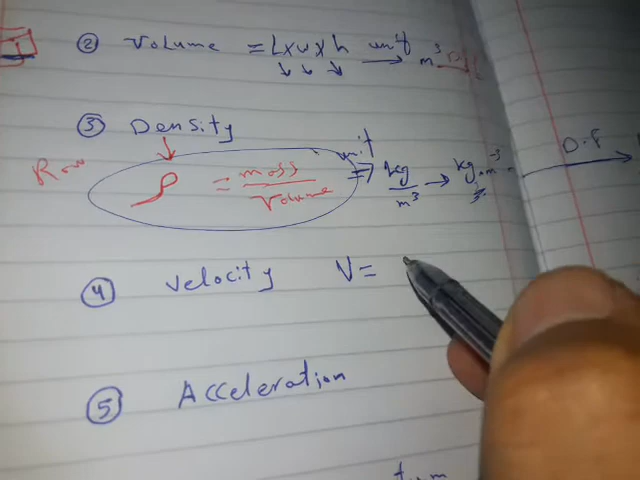 ② Volume = L x w x h unit → m³
③ Density
Row ρ = mass / Volume unit ⇒ kg / m³ → kg.m⁻³ D.F →
④ Velocity V =
⑤ Acceleration